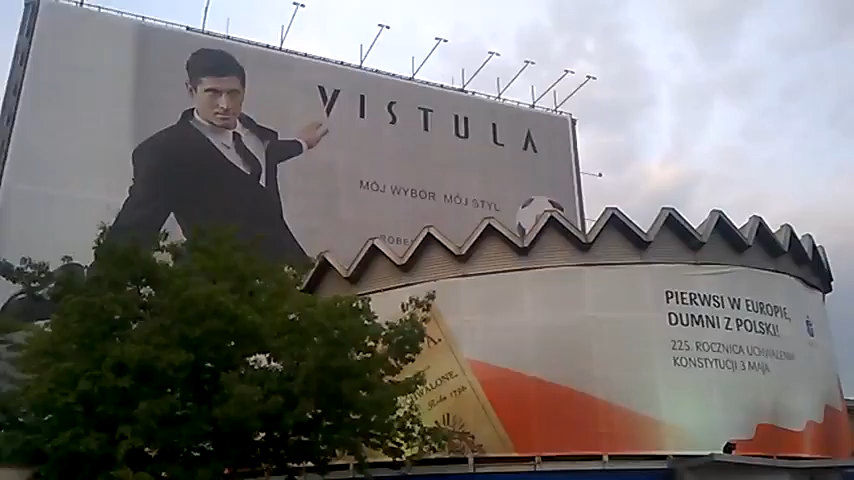 VISTULA
MÓJ WYBÓR MÓJ STYL
PIERWSI W EUROPIE,
DUMNI Z POLSKI!
225. ROCZNICA UCHWALENIA
KONSTYTUCJI 3 MAJA